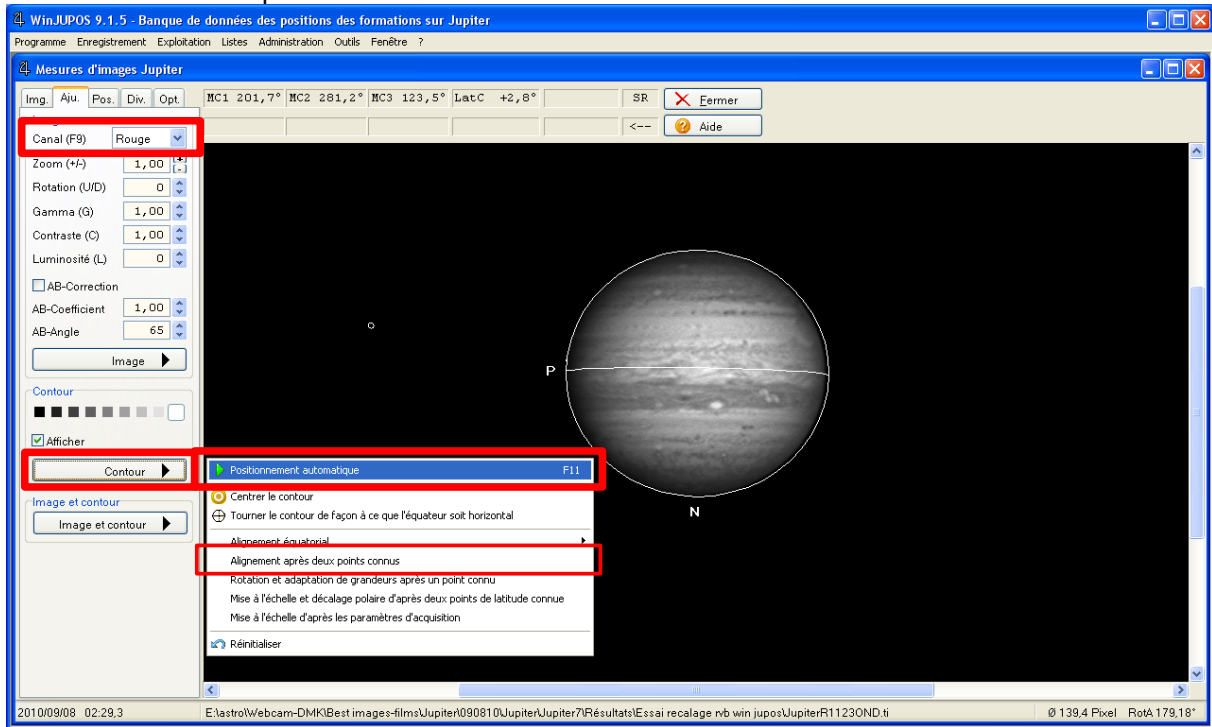 WinJUPOS 9.1.5 - Banque de données des positions des formations sur Jupiter
Programme Enregistrement Exploitation Listes Administration Outils Fenêtre ?
Mesures d'images Jupiter
Img. Aju. Pos. Div. Opt.
MC1 201,7° MC2 281,2° MC3 123,5° LatC +2,8° SR Fermer
<-- Aide
Canal (F9) Rouge
Zoom (+/-) 1,00 [+] [-]
Rotation (U/D) 0
Gamma (G) 1,00
Contraste (C) 1,00
Luminosité (L) 0
AB-Correction
AB-Coefficient 1,00
AB-Angle 65
Image
Contour
Afficher
Contour
Image et contour
Image et contour
P
N
Positionnement automatique F11
Centrer le contour
Tourner le contour de façon à ce que l'équateur soit horizontal
Alignement équatorial
Alignement après deux points connus
Rotation et adaptation de grandeurs après un point connu
Mise à l'échelle et décalage polaire d'après deux points de latitude connue
Mise à l'échelle d'après les paramètres d'acquisition
Réinitialiser
2010/09/08 02:29,3 E:\astro\Webcam-DMK\Best images-films\Jupiter\090810\Jupiter\Jupiter7\Résultats\Essai recalage rvb win jupos\JupiterR1123OND.ti Ø 139,4 Pixel RotA 179,18°